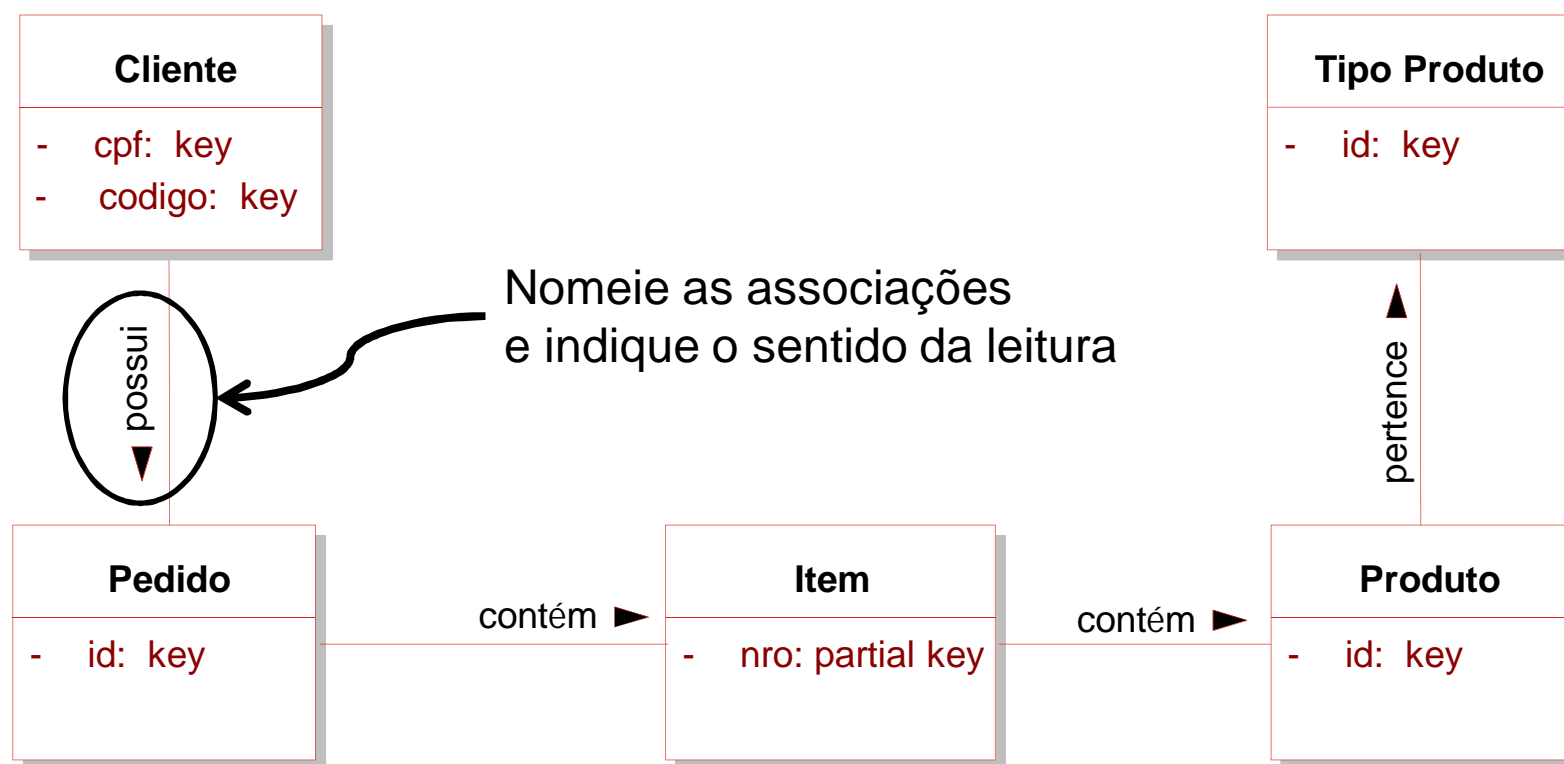 Cliente
- cpf: key
- codigo: key
Tipo Produto
- id: key
Nomeie as associações
e indique o sentido da leitura
possui
pertence
Pedido
- id: key
contém
Item
- nro: partial key
contém
Produto
- id: key